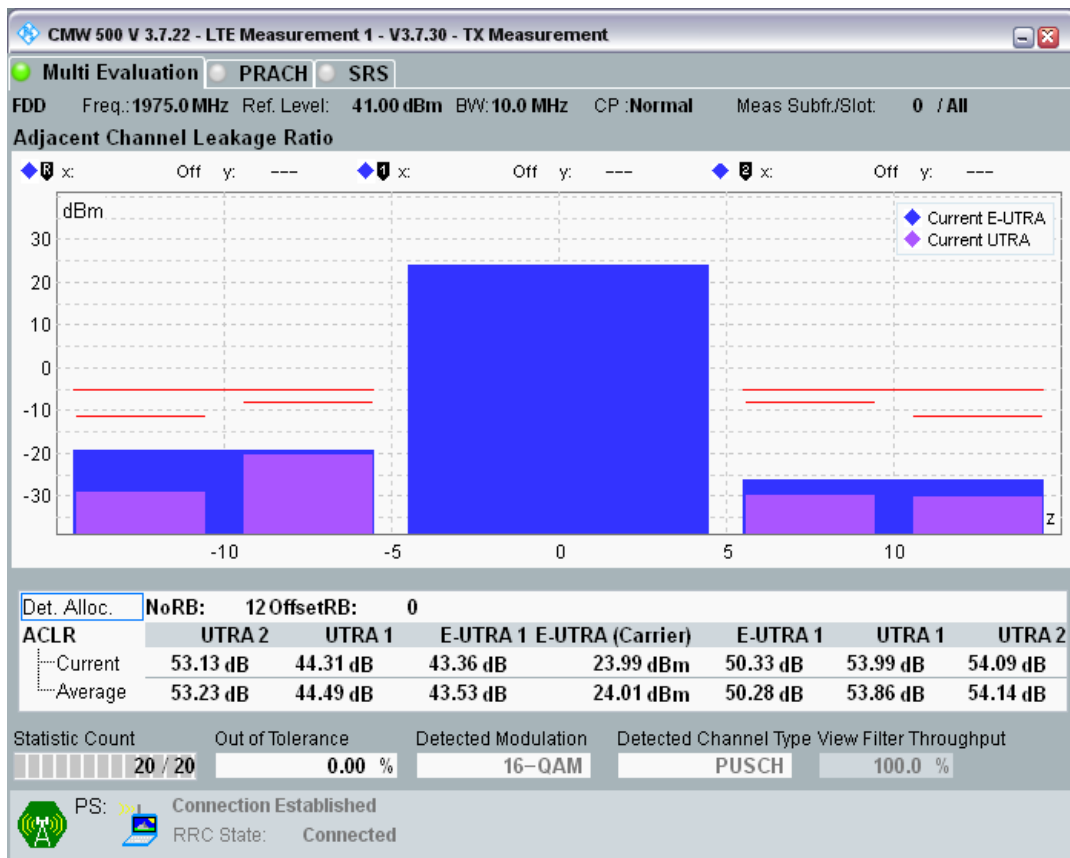 CMW 500 V 3.7.22 - LTE Measurement 1 - V3.7.30 - TX Measurement
Multi Evaluation PRACH SRS
FDD Freq.: 1975.0 MHz Ref. Level: 41.00 dBm BW: 10.0 MHz CP :Normal Meas Subfr./Slot: 0 / All
Adjacent Channel Leakage Ratio
R x: Off y: --- 1 x: Off y: --- 2 x: Off y: ---
dBm
Current E-UTRA
Current UTRA
30
20
10
0
-10
-20
-30
z
-10 -5 0 5 10
Det. Alloc. NoRB: 12 OffsetRB: 0
ACLR UTRA 2 UTRA 1 E-UTRA 1 E-UTRA (Carrier) E-UTRA 1 UTRA 1 UTRA 2
Current 53.13 dB 44.31 dB 43.36 dB 23.99 dBm 50.33 dB 53.99 dB 54.09 dB
Average 53.23 dB 44.49 dB 43.53 dB 24.01 dBm 50.28 dB 53.86 dB 54.14 dB
Statistic Count Out of Tolerance Detected Modulation Detected Channel Type View Filter Throughput
20 / 20 0.00 % 16-QAM PUSCH 100.0 %
PS: Connection Established
RRC State: Connected